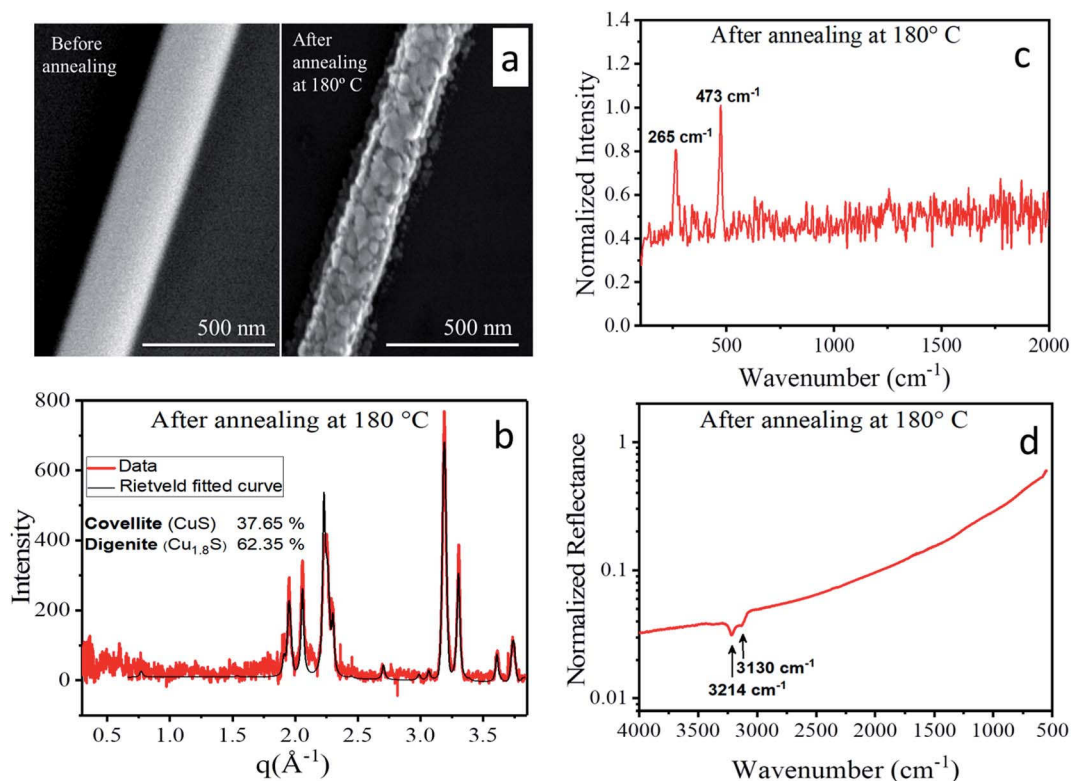 Before
annealing
500 nm
After
annealing
at 180º C
a
500 nm
After annealing at 180° C
c
473 cm-1
265 cm-1
Normalized Intensity
1.4
1.2
1.0
0.8
0.6
0.4
0.2
0.0
500
1000
1500
2000
Wavenumber (cm-1)
After annealing at 180 °C
b
Data
Rietveld fitted curve
Covellite (CuS) 37.65 %
Digenite (Cu1.8S) 62.35 %
Intensity
800
600
400
200
0
0.5
1.0
1.5
2.0
2.5
3.0
3.5
q(Å-1)
After annealing at 180° C
d
Normalized Reflectance
1
0.1
0.01
3130 cm-1
3214 cm-1
4000
3500
3000
2500
2000
1500
1000
500
Wavenumber (cm-1)